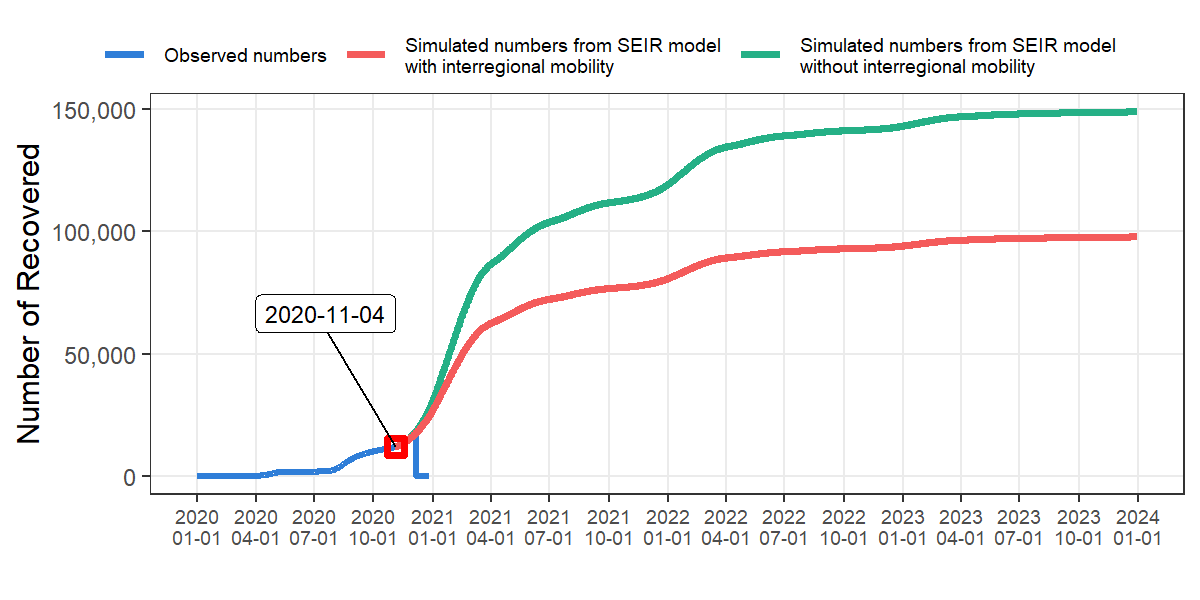 Observed numbers
Simulated numbers from SEIR model
with interregional mobility
Simulated numbers from SEIR model
without interregional mobility
Number of Recovered
150,000
100,000
50,000
0
2020-11-04
2020 2020 2020 2020 2021 2021 2021 2021 2022 2022 2022 2022 2023 2023 2023 2023 2024
01-01 04-01 07-01 10-01 01-01 04-01 07-01 10-01 01-01 04-01 07-01 10-01 01-01 04-01 07-01 10-01 01-01